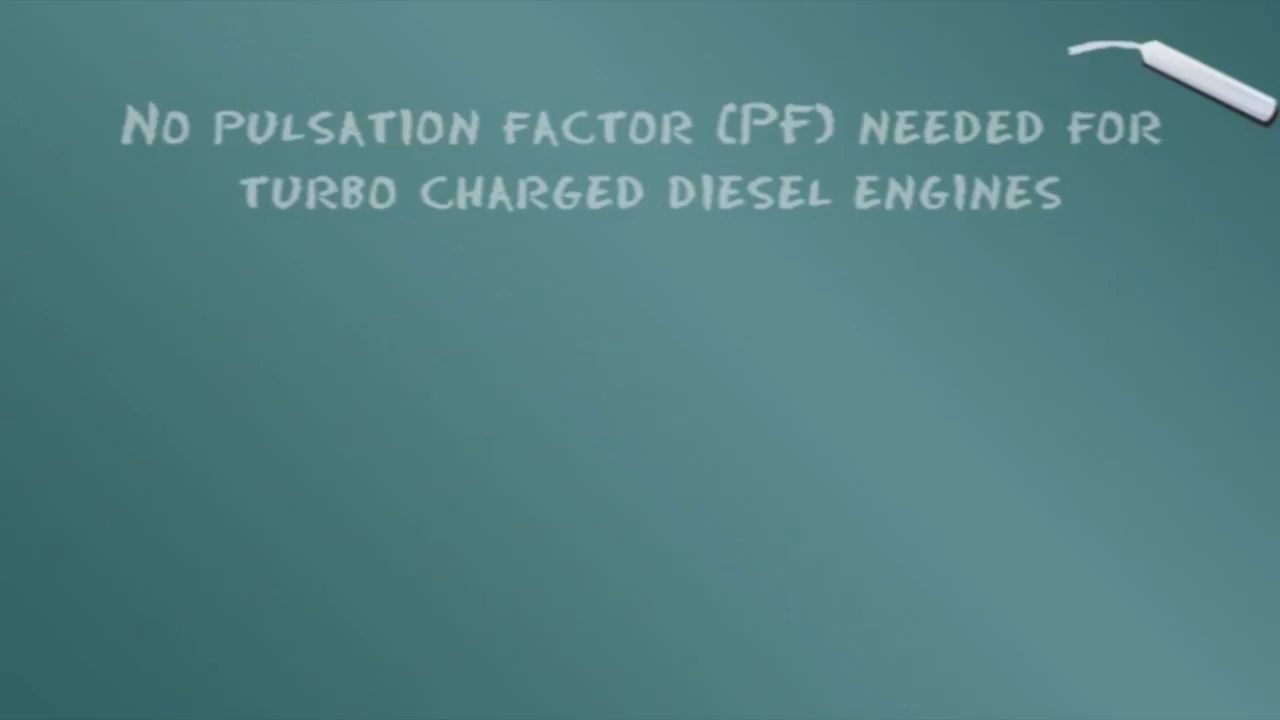 No pulsation factor (PF) needed for
turbo charged diesel engines